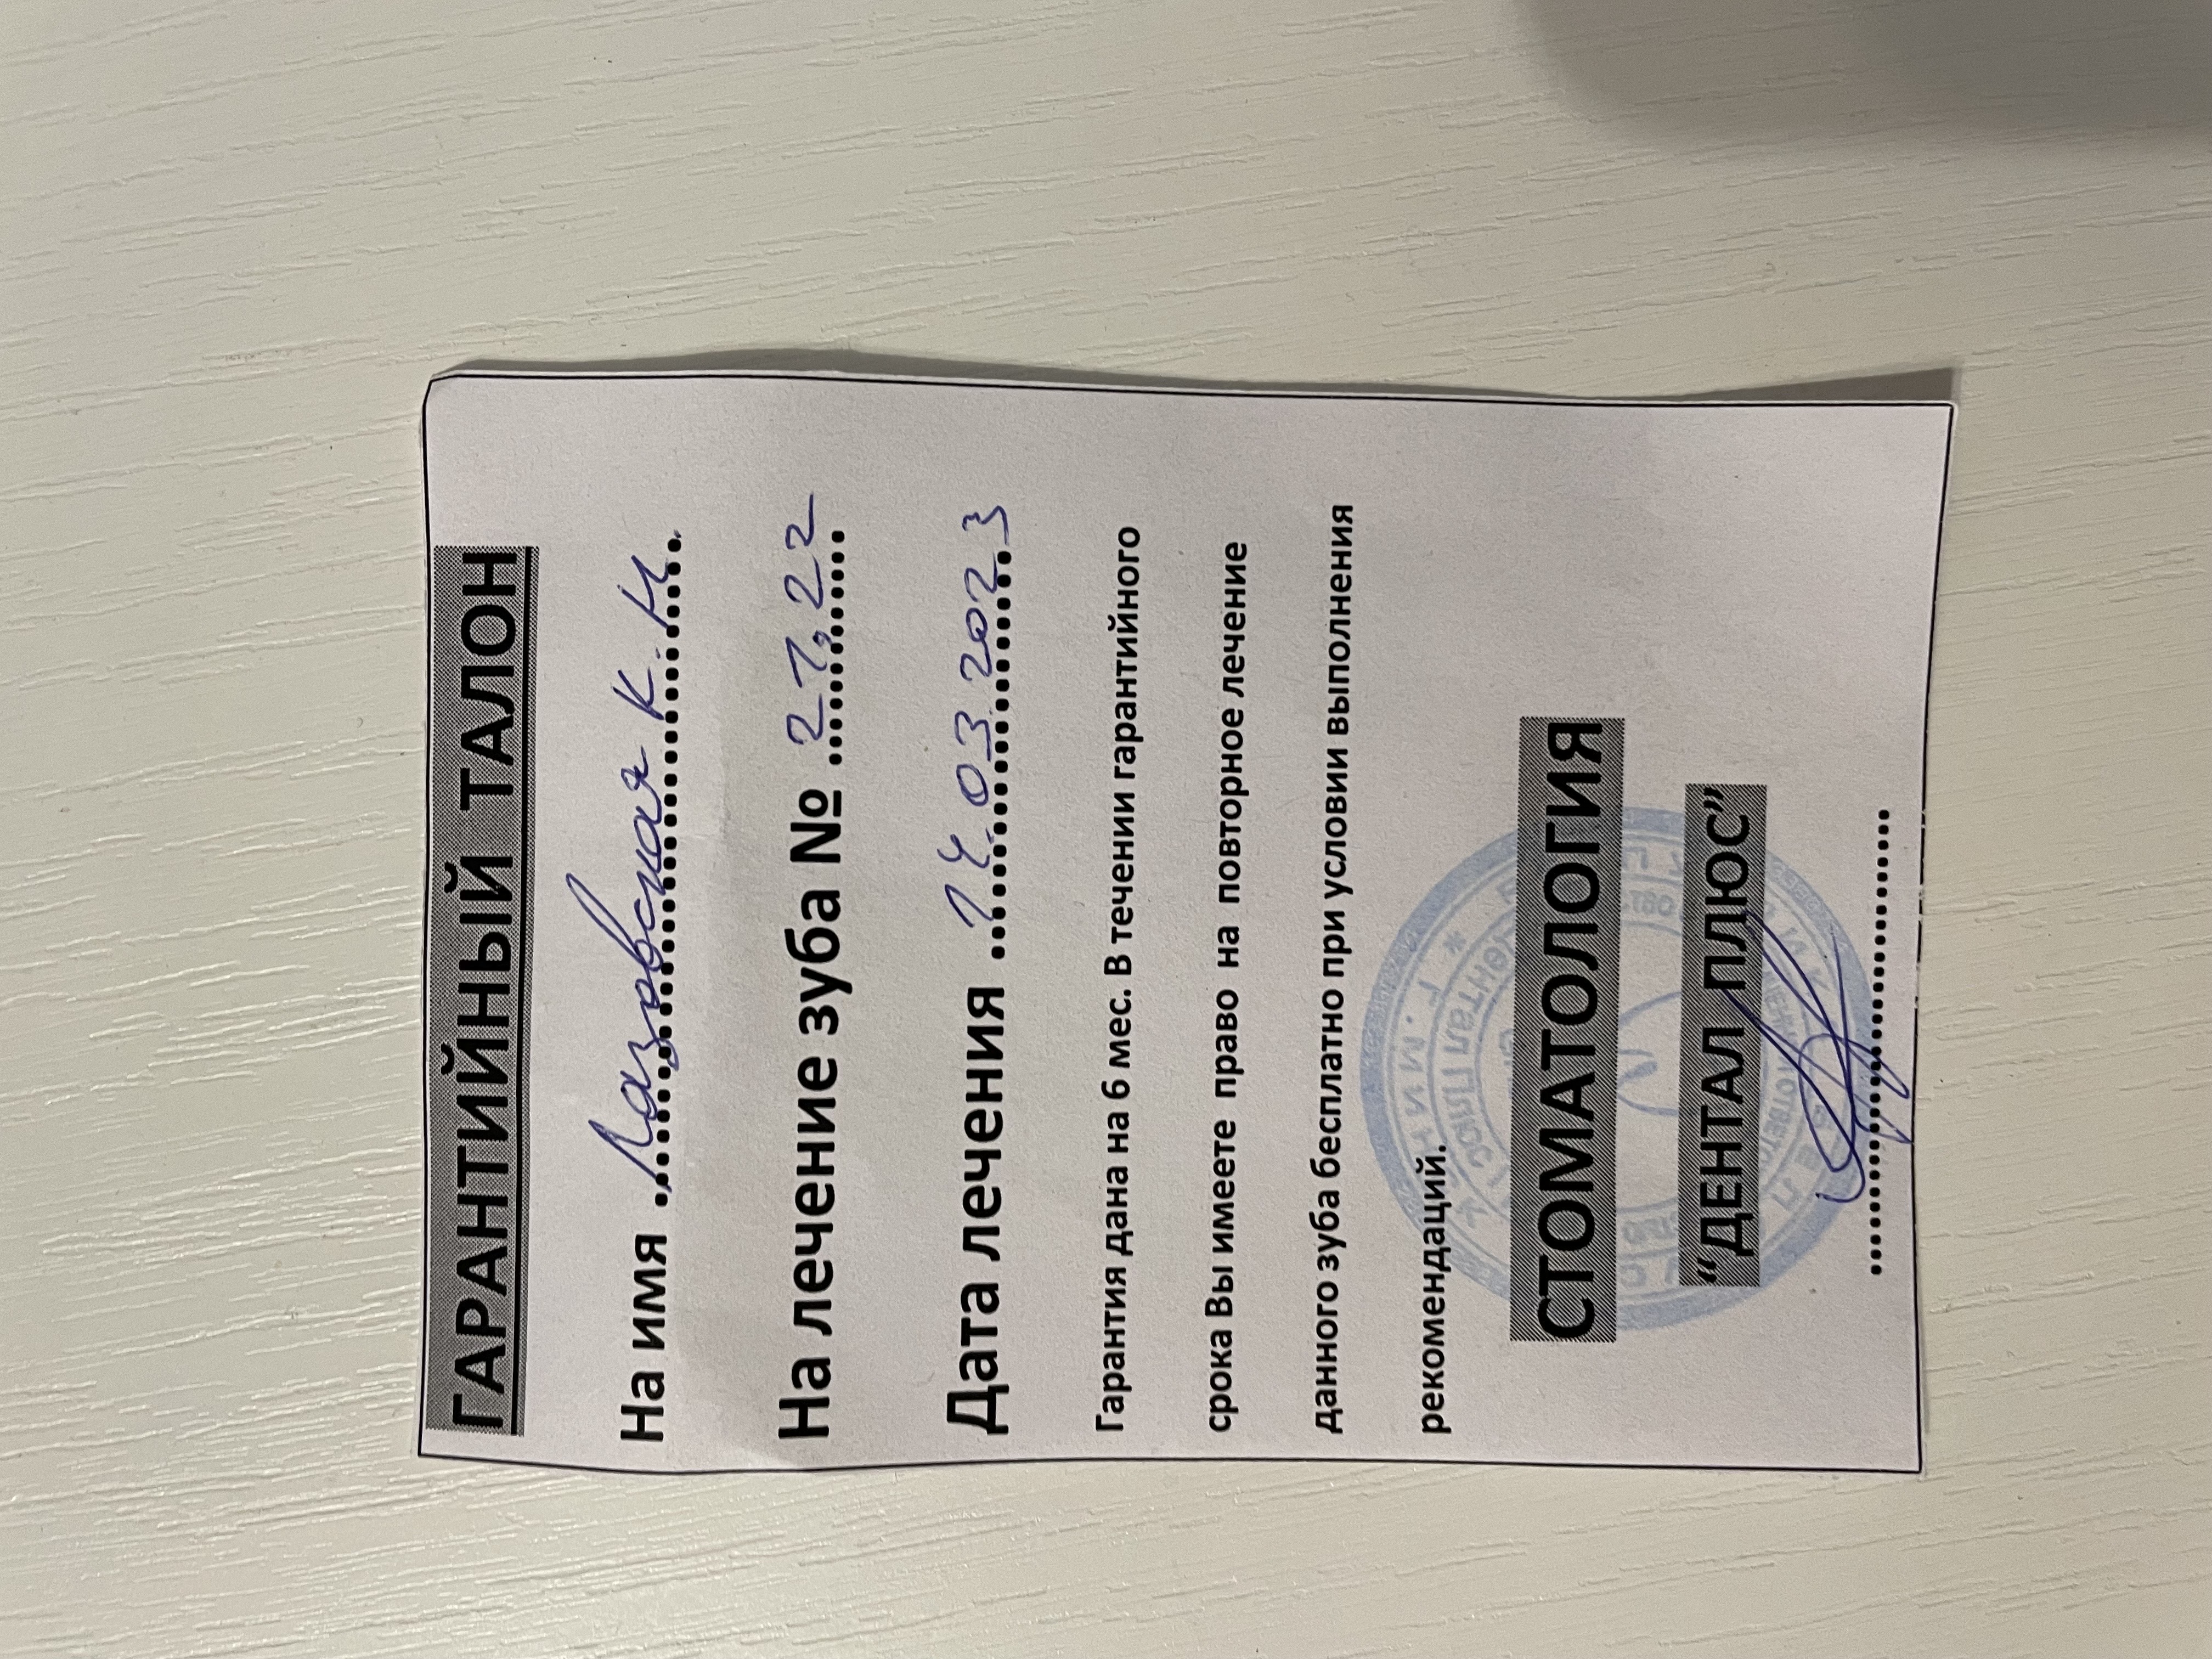 ГАРАНТИЙНЫЙ ТАЛОН
На имя Лазовская К. Н.
На лечение зуба № 27, 22
Дата лечения 24.03.2023
Гарантия дана на 6 мес. В течении гарантийного
срока Вы имеете право на повторное лечение
данного зуба бесплатно при условии выполнения
рекомендаций.
СТОМАТОЛОГИЯ
“ДЕНТАЛ ПЛЮС”